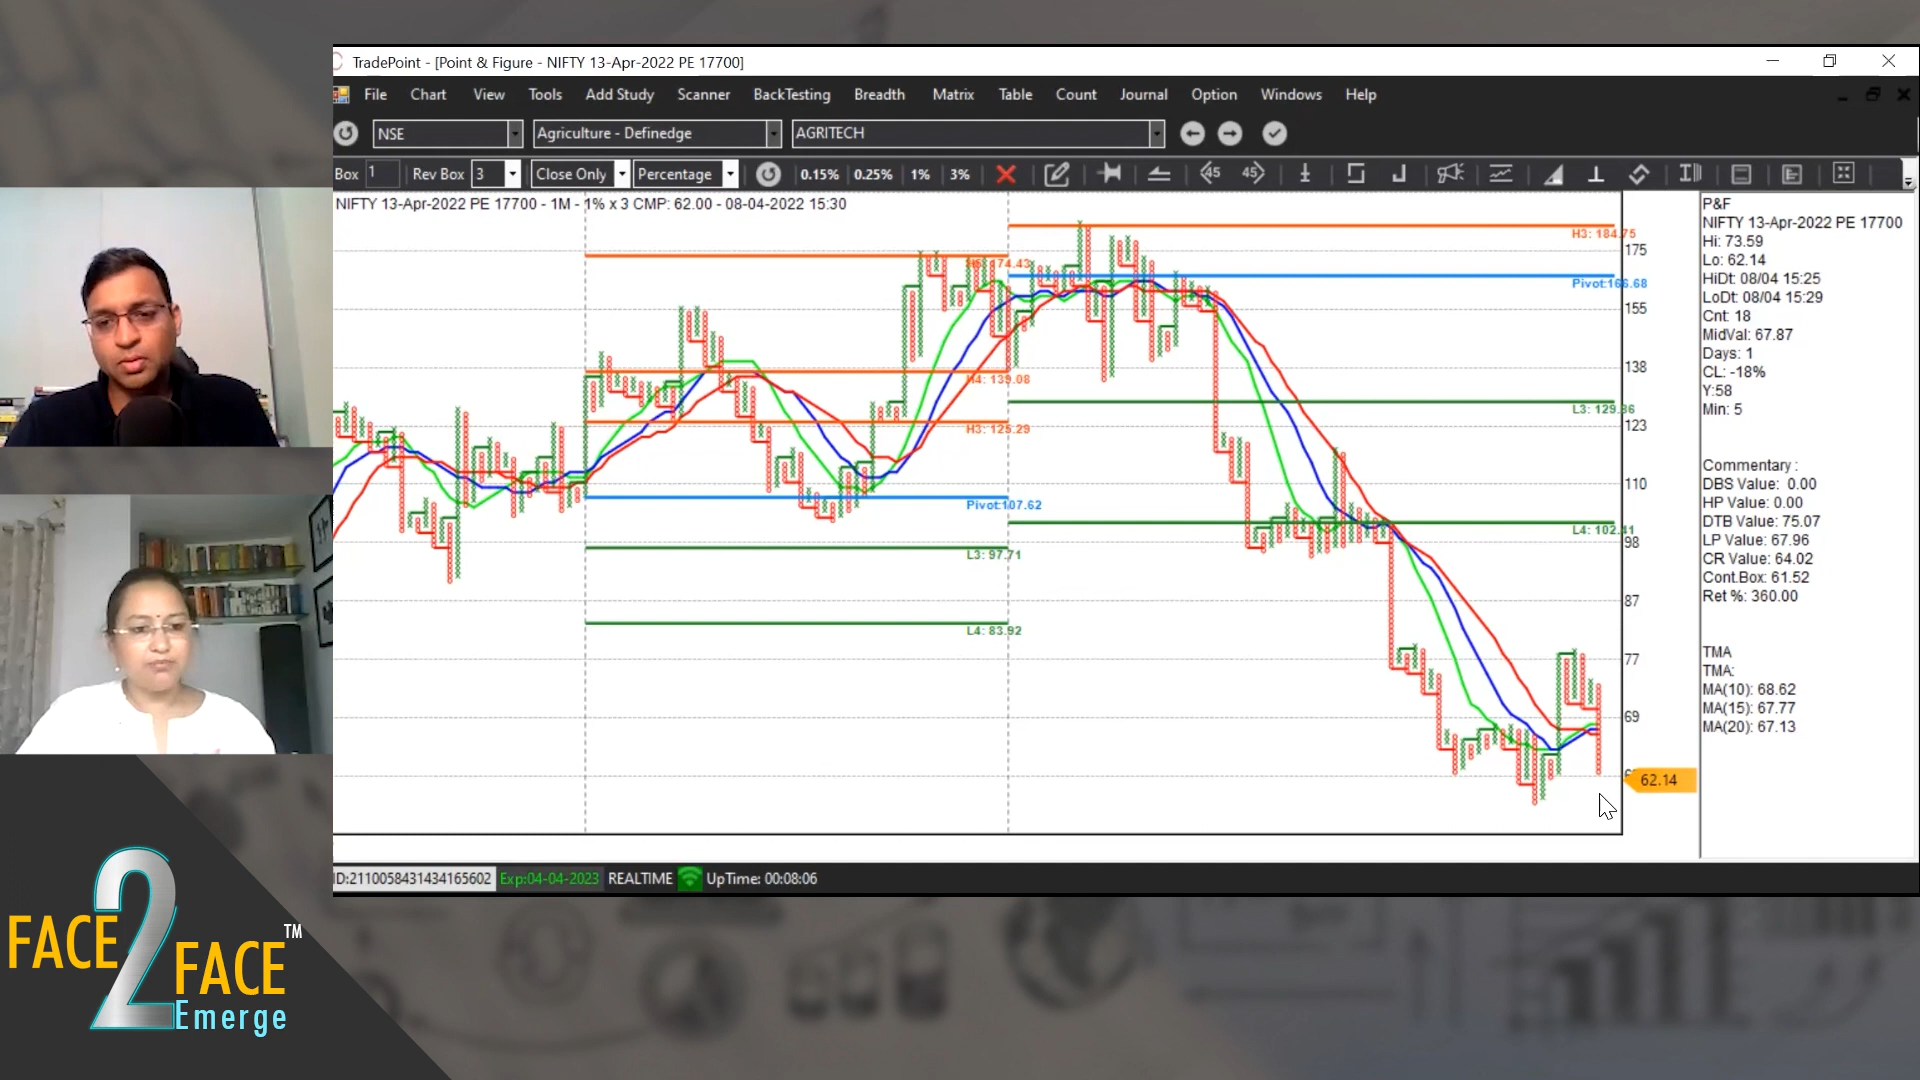 TradePoint - [Point & Figure - NIFTY 13-Apr-2022 PE 17700]
File Chart View Tools Add Study Scanner BackTesting Breadth Matrix Table Count Journal Option Windows Help
NSE Agriculture - Definedge AGRITECH
Box 1 Rev Box 3 Close Only Percentage 0.15% 0.25% 1% 3% 45 45
NIFTY 13-Apr-2022 PE 17700 - 1M - 1% x 3 CMP: 62.00 - 08-04-2022 15:30
H3: 184.75
174.43
Pivot:166.68
H4: 139.08
L3: 129.36
H3: 125.29
Pivot:107.62
L4: 102.41
L3: 97.71
L4: 83.92
175
155
138
123
110
98
87
77
69
62.14
P&F
NIFTY 13-Apr-2022 PE 17700
Hi: 73.59
Lo: 62.14
HiDt: 08/04 15:25
LoDt: 08/04 15:29
Cnt: 18
MidVal: 67.87
Days: 1
CL: -18%
Y:58
Min: 5
Commentary :
DBS Value: 0.00
HP Value: 0.00
DTB Value: 75.07
LP Value: 67.96
CR Value: 64.02
Cont.Box: 61.52
Ret %: 360.00
TMA
TMA:
MA(10): 68.62
MA(15): 67.77
MA(20): 67.13
ID:2110058431434165602 Exp:04-04-2023 REALTIME UpTime: 00:08:06
FACE 2 FACE TM
Emerge